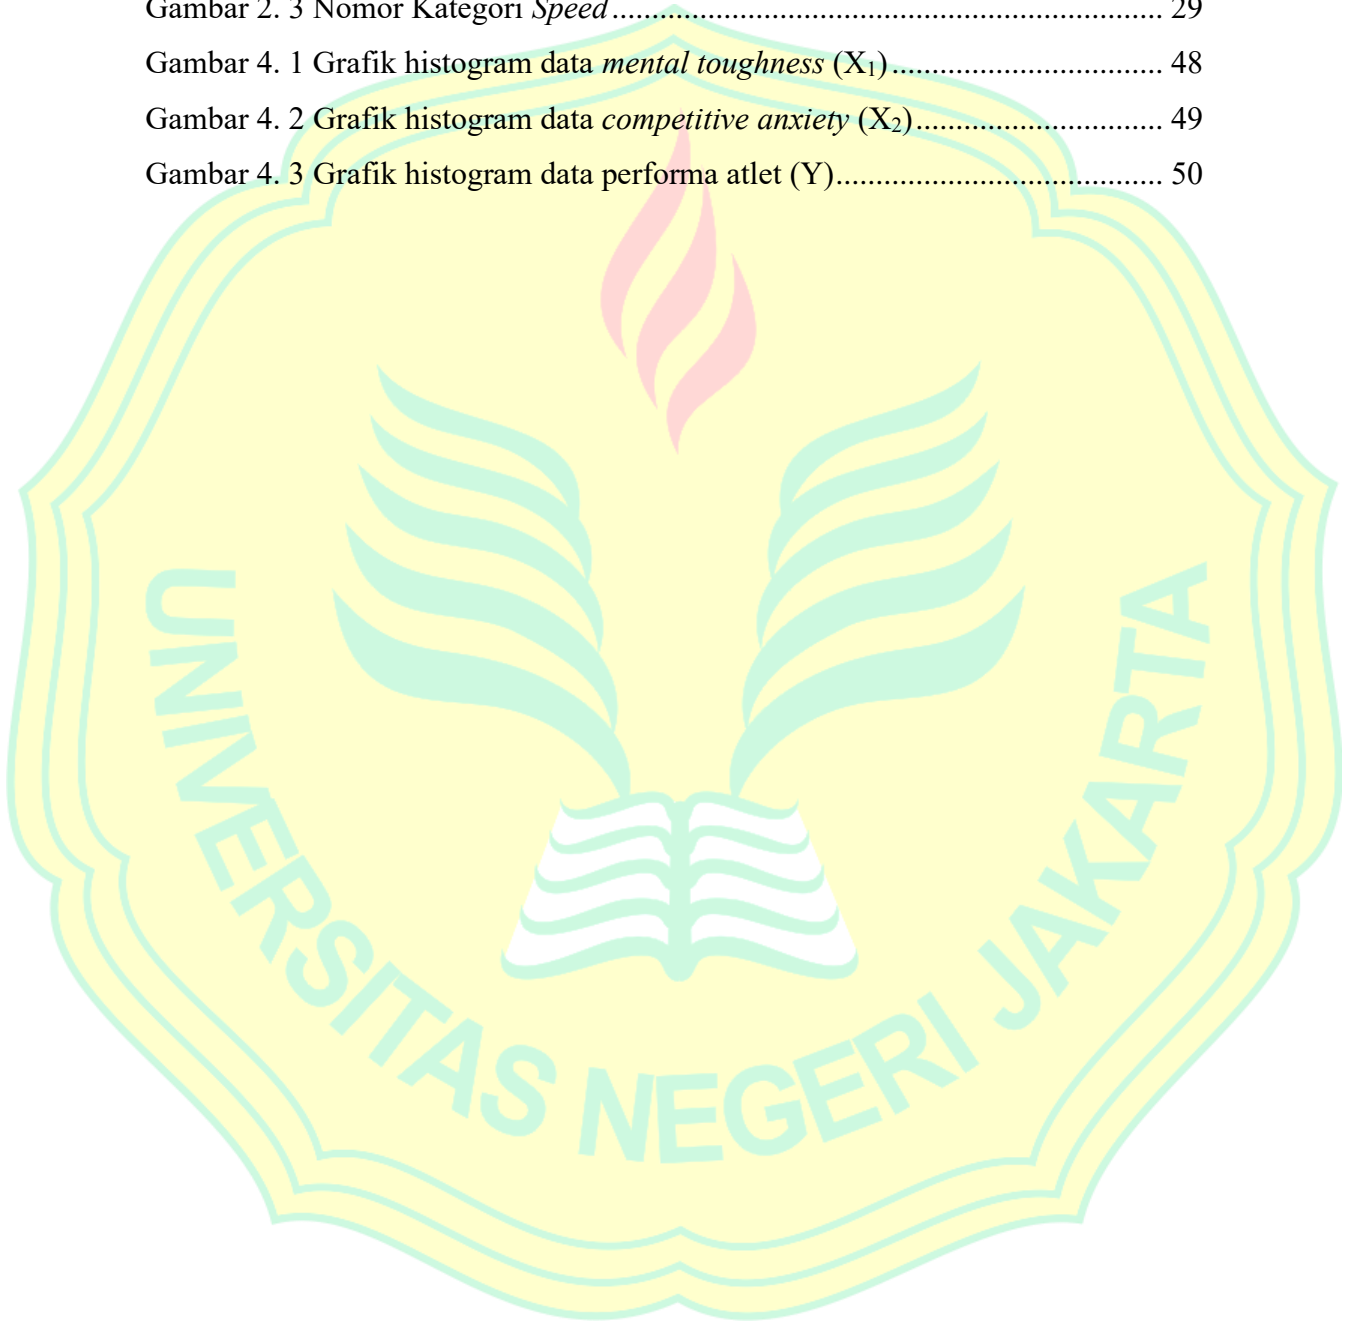 Gambar 2. 3 Nomor Kategori Speed ..................................................................... 29
Gambar 4. 1 Grafik histogram data mental toughness (X₁) .................................. 48
Gambar 4. 2 Grafik histogram data competitive anxiety (X₂) ............................... 49
Gambar 4. 3 Grafik histogram data performa atlet (Y) ......................................... 50
UNIVERSITAS NEGERI JAKARTA